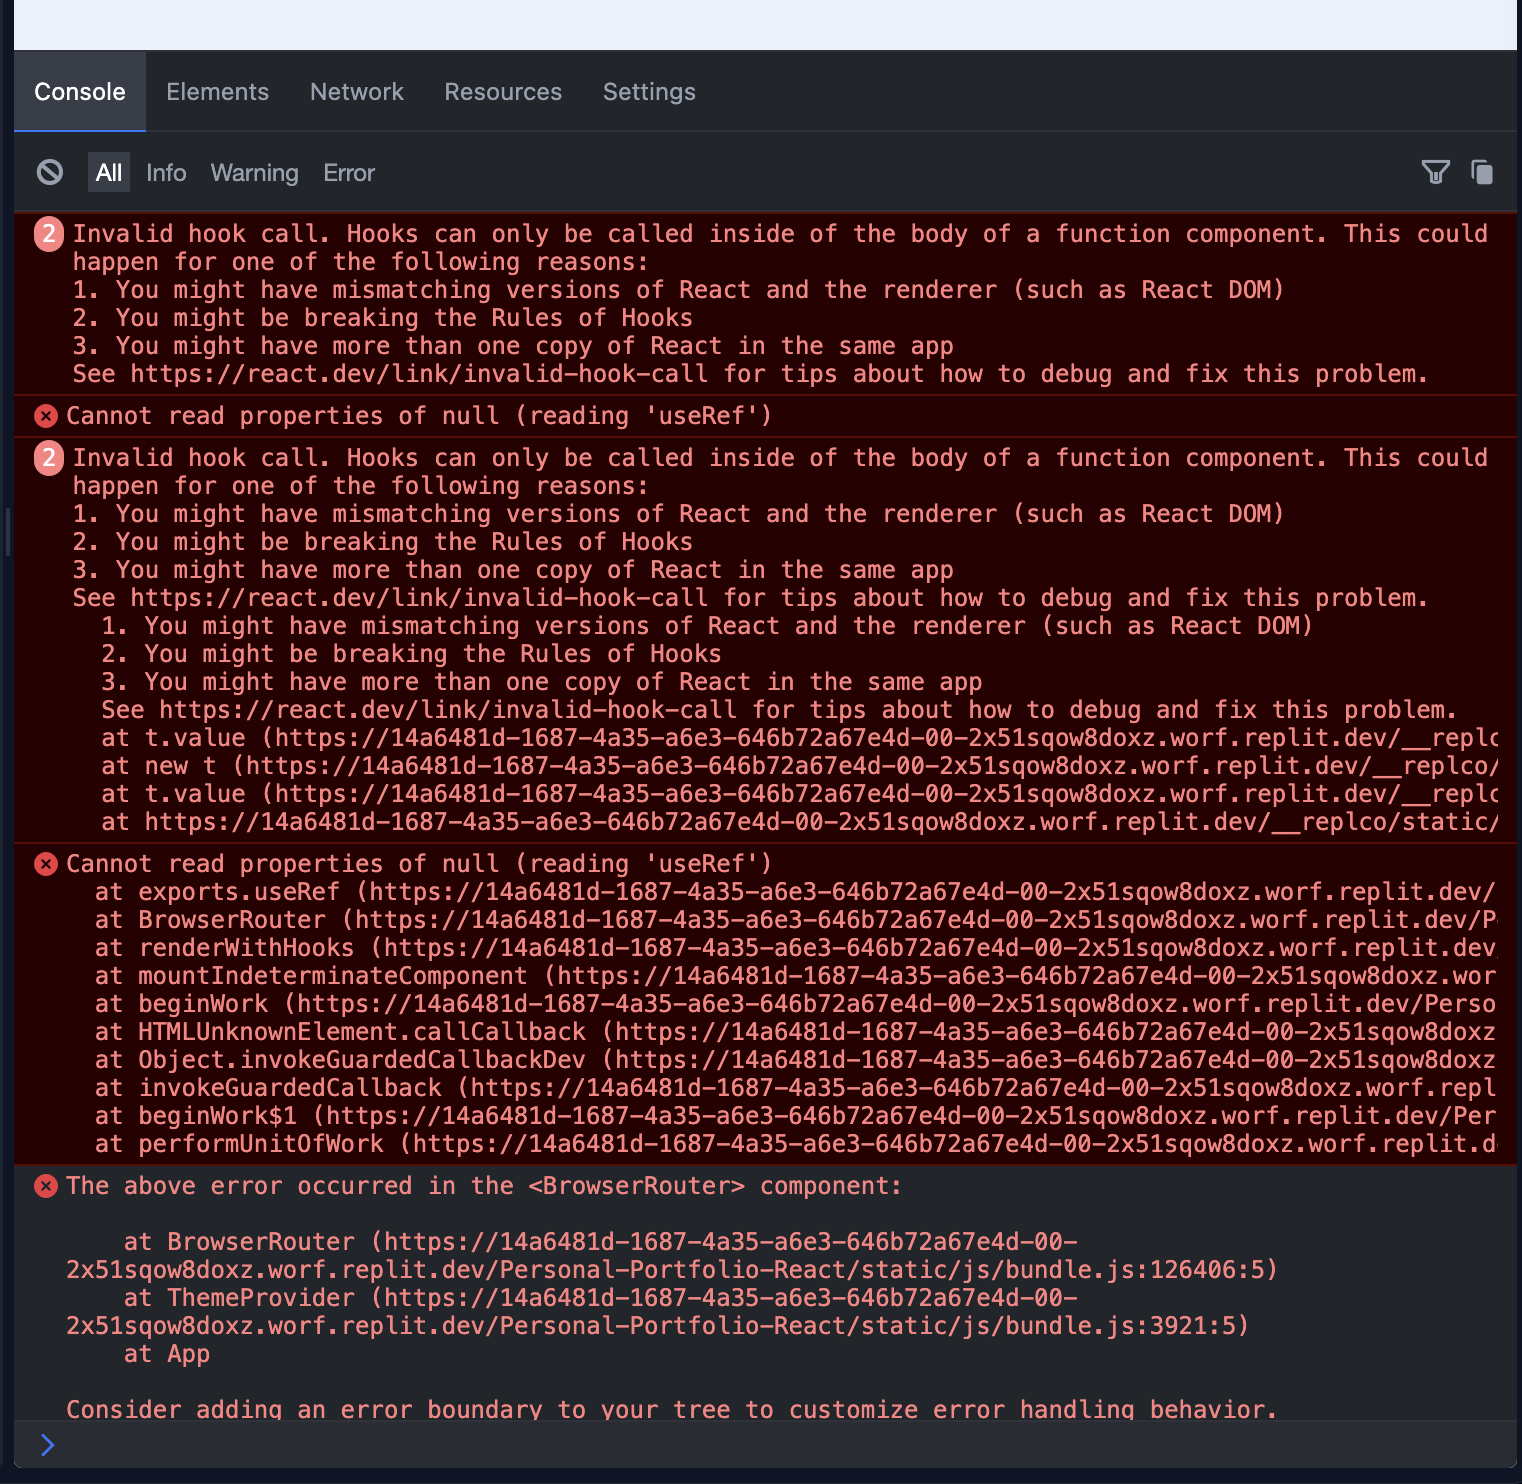 Console Elements Network Resources Settings
All Info Warning Error
2 Invalid hook call. Hooks can only be called inside of the body of a function component. This could
happen for one of the following reasons:
1. You might have mismatching versions of React and the renderer (such as React DOM)
2. You might be breaking the Rules of Hooks
3. You might have more than one copy of React in the same app
See https://react.dev/link/invalid-hook-call for tips about how to debug and fix this problem.
Cannot read properties of null (reading 'useRef')
2 Invalid hook call. Hooks can only be called inside of the body of a function component. This could
happen for one of the following reasons:
1. You might have mismatching versions of React and the renderer (such as React DOM)
2. You might be breaking the Rules of Hooks
3. You might have more than one copy of React in the same app
See https://react.dev/link/invalid-hook-call for tips about how to debug and fix this problem.
1. You might have mismatching versions of React and the renderer (such as React DOM)
2. You might be breaking the Rules of Hooks
3. You might have more than one copy of React in the same app
See https://react.dev/link/invalid-hook-call for tips about how to debug and fix this problem.
at t.value (https://14a6481d-1687-4a35-a6e3-646b72a67e4d-00-2x51sqow8doxz.worf.replit.dev/__replc
at new t (https://14a6481d-1687-4a35-a6e3-646b72a67e4d-00-2x51sqow8doxz.worf.replit.dev/__replco/
at t.value (https://14a6481d-1687-4a35-a6e3-646b72a67e4d-00-2x51sqow8doxz.worf.replit.dev/__replc
at https://14a6481d-1687-4a35-a6e3-646b72a67e4d-00-2x51sqow8doxz.worf.replit.dev/__replco/static/
Cannot read properties of null (reading 'useRef')
at exports.useRef (https://14a6481d-1687-4a35-a6e3-646b72a67e4d-00-2x51sqow8doxz.worf.replit.dev/
at BrowserRouter (https://14a6481d-1687-4a35-a6e3-646b72a67e4d-00-2x51sqow8doxz.worf.replit.dev/P
at renderWithHooks (https://14a6481d-1687-4a35-a6e3-646b72a67e4d-00-2x51sqow8doxz.worf.replit.dev
at mountIndeterminateComponent (https://14a6481d-1687-4a35-a6e3-646b72a67e4d-00-2x51sqow8doxz.wor
at beginWork (https://14a6481d-1687-4a35-a6e3-646b72a67e4d-00-2x51sqow8doxz.worf.replit.dev/Perso
at HTMLUnknownElement.callCallback (https://14a6481d-1687-4a35-a6e3-646b72a67e4d-00-2x51sqow8doxz
at Object.invokeGuardedCallbackDev (https://14a6481d-1687-4a35-a6e3-646b72a67e4d-00-2x51sqow8doxz
at invokeGuardedCallback (https://14a6481d-1687-4a35-a6e3-646b72a67e4d-00-2x51sqow8doxz.worf.repl
at beginWork$1 (https://14a6481d-1687-4a35-a6e3-646b72a67e4d-00-2x51sqow8doxz.worf.replit.dev/Per
at performUnitOfWork (https://14a6481d-1687-4a35-a6e3-646b72a67e4d-00-2x51sqow8doxz.worf.replit.d
The above error occurred in the <BrowserRouter> component:
at BrowserRouter (https://14a6481d-1687-4a35-a6e3-646b72a67e4d-00-
2x51sqow8doxz.worf.replit.dev/Personal-Portfolio-React/static/js/bundle.js:126406:5)
at ThemeProvider (https://14a6481d-1687-4a35-a6e3-646b72a67e4d-00-
2x51sqow8doxz.worf.replit.dev/Personal-Portfolio-React/static/js/bundle.js:3921:5)
at App
Consider adding an error boundary to your tree to customize error handling behavior.